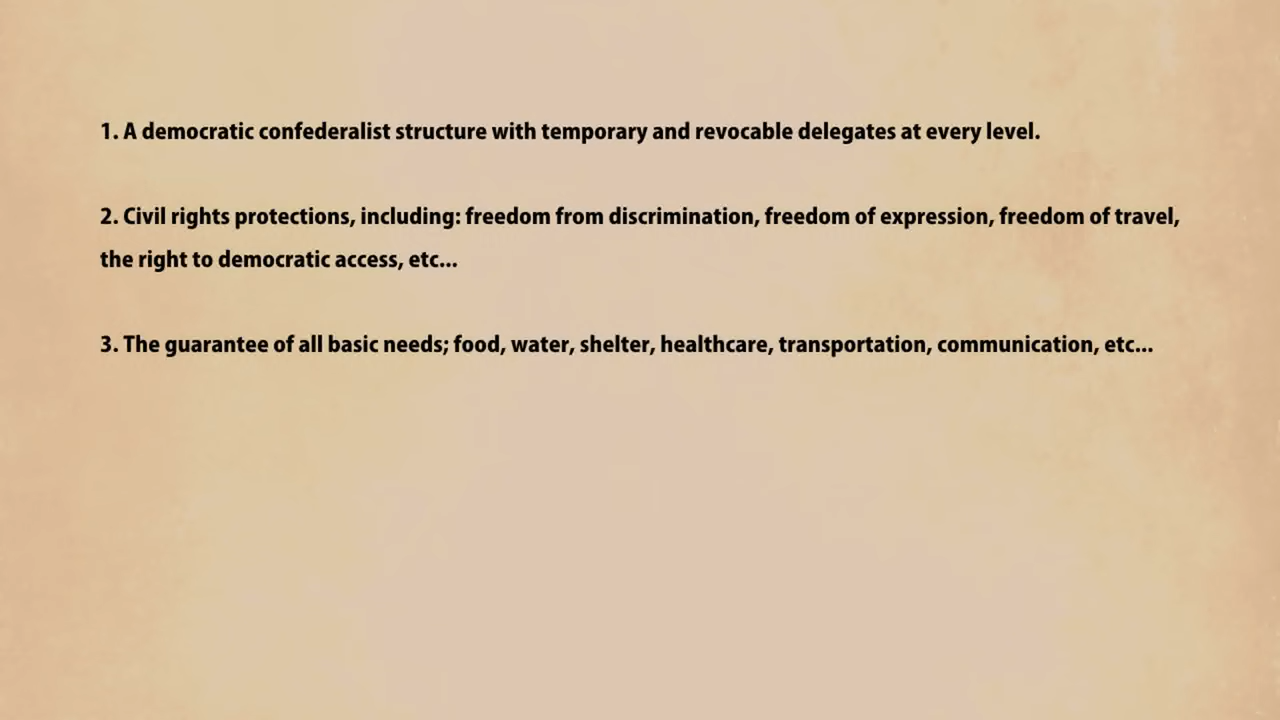 1. A democratic confederalist structure with temporary and revocable delegates at every level.
2. Civil rights protections, including: freedom from discrimination, freedom of expression, freedom of travel,
the right to democratic access, etc...
3. The guarantee of all basic needs; food, water, shelter, healthcare, transportation, communication, etc...